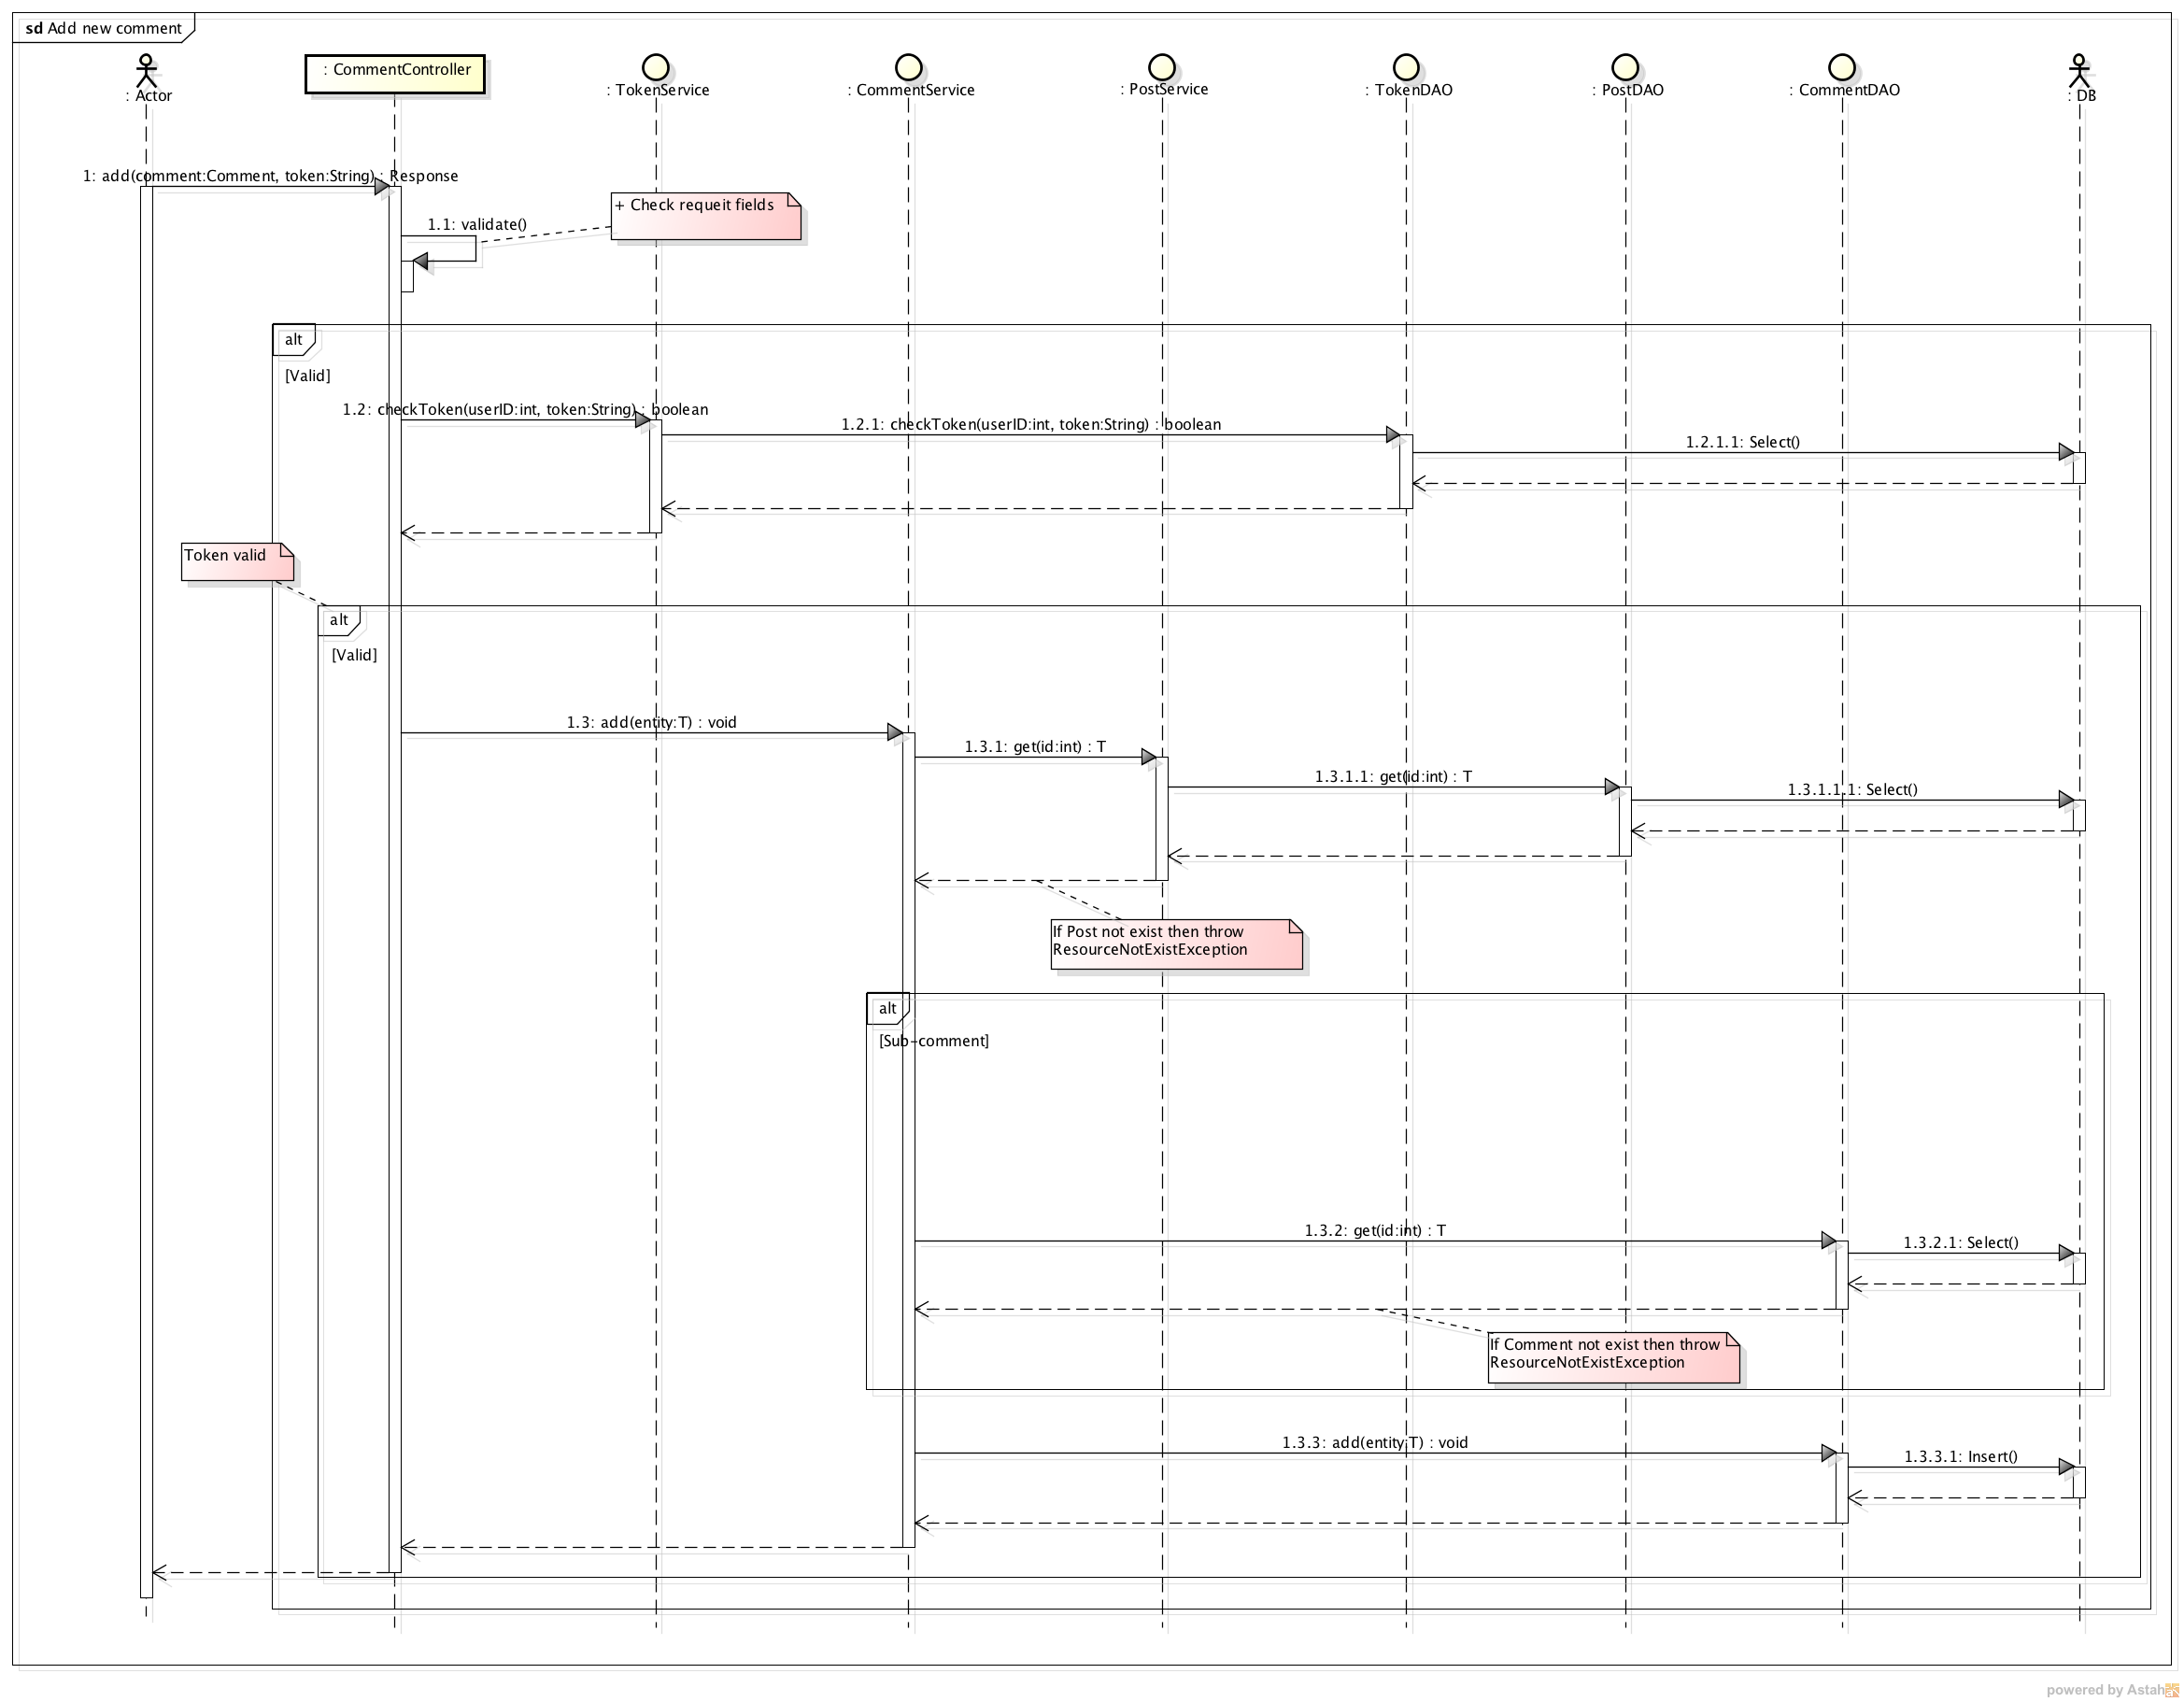 sd Add new comment
: Actor
: CommentController
: TokenService
: CommentService
: PostService
: TokenDAO
: PostDAO
: CommentDAO
: DB
1: add(comment:Comment, token:String) : Response
+ Check requeit fields
1.1: validate()
alt
[Valid]
1.2: checkToken(userID:int, token:String) : boolean
1.2.1: checkToken(userID:int, token:String) : boolean
1.2.1.1: Select()
Token valid
alt
[Valid]
1.3: add(entity:T) : void
1.3.1: get(id:int) : T
1.3.1.1: get(id:int) : T
1.3.1.1.1: Select()
If Post not exist then throw
ResourceNotExistException
alt
[Sub-comment]
1.3.2: get(id:int) : T
1.3.2.1: Select()
If Comment not exist then throw
ResourceNotExistException
1.3.3: add(entity:T) : void
1.3.3.1: Insert()
powered by Astah